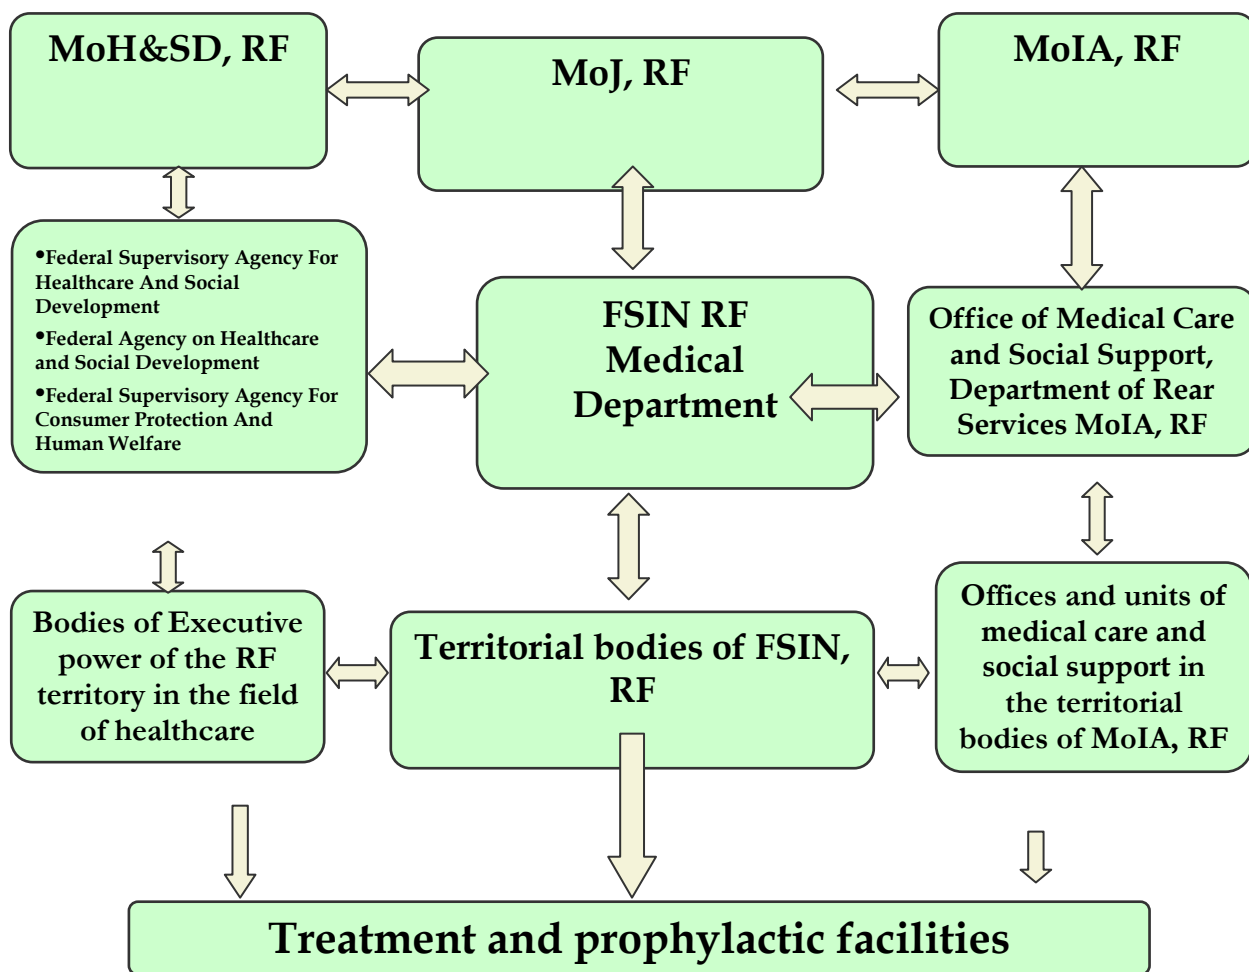 MoH&SD, RF
MoJ, RF
MoIA, RF
•Federal Supervisory Agency For
Healthcare And Social
Development
•Federal Agency on Healthcare
and Social Development
•Federal Supervisory Agency For
Consumer Protection And
Human Welfare
FSIN RF
Medical
Department
Office of Medical Care
and Social Support,
Department of Rear
Services MoIA, RF
Bodies of Executive
power of the RF
territory in the field
of healthcare
Territorial bodies of FSIN,
RF
Offices and units of
medical care and
social support in
the territorial
bodies of MoIA, RF
Treatment and prophylactic facilities